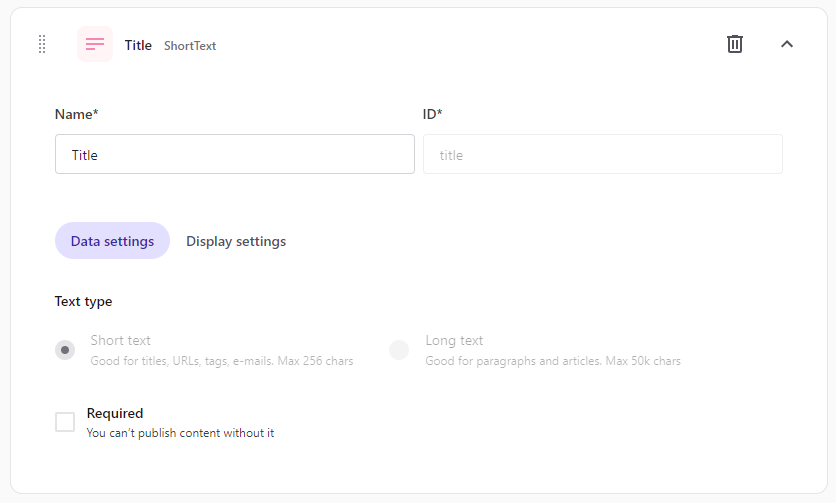 Title ShortText
Name* ID*
Title title
Data settings Display settings
Text type
Short text Long text
Good for titles, URLs, tags, e-mails. Max 256 chars Good for paragraphs and articles. Max 50k chars
Required
You can't publish content without it